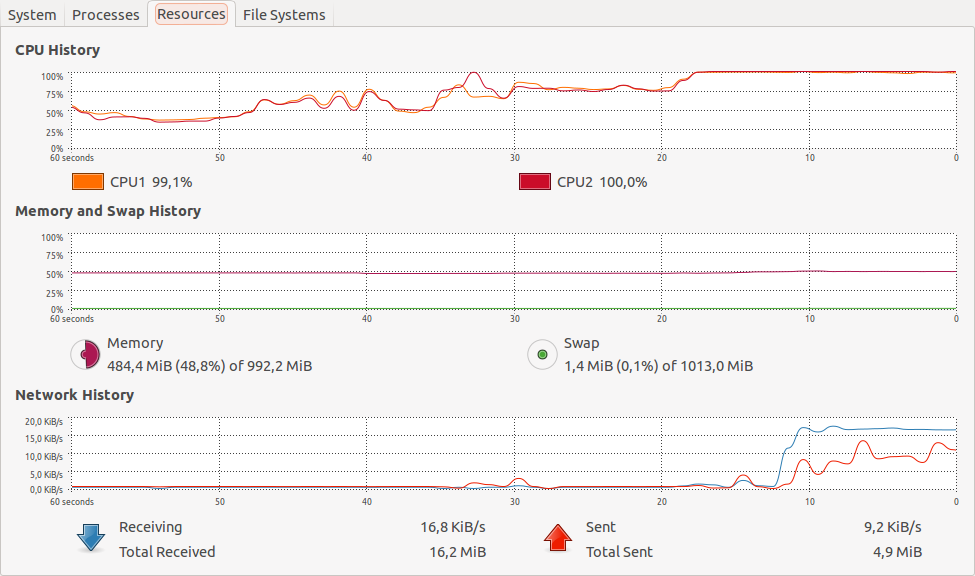 System Processes Resources File Systems
CPU History
100%
75%
50%
25%
0%
60 seconds 50 40 30 20 10 0
CPU1 99,1% CPU2 100,0%
Memory and Swap History
100%
75%
50%
25%
0%
60 seconds 50 40 30 20 10 0
Memory Swap
484,4 MiB (48,8%) of 992,2 MiB 1,4 MiB (0,1%) of 1013,0 MiB
Network History
20,0 KiB/s
15,0 KiB/s
10,0 KiB/s
5,0 KiB/s
0,0 KiB/s
60 seconds 50 40 30 20 10 0
Receiving 16,8 KiB/s Sent 9,2 KiB/s
Total Received 16,2 MiB Total Sent 4,9 MiB